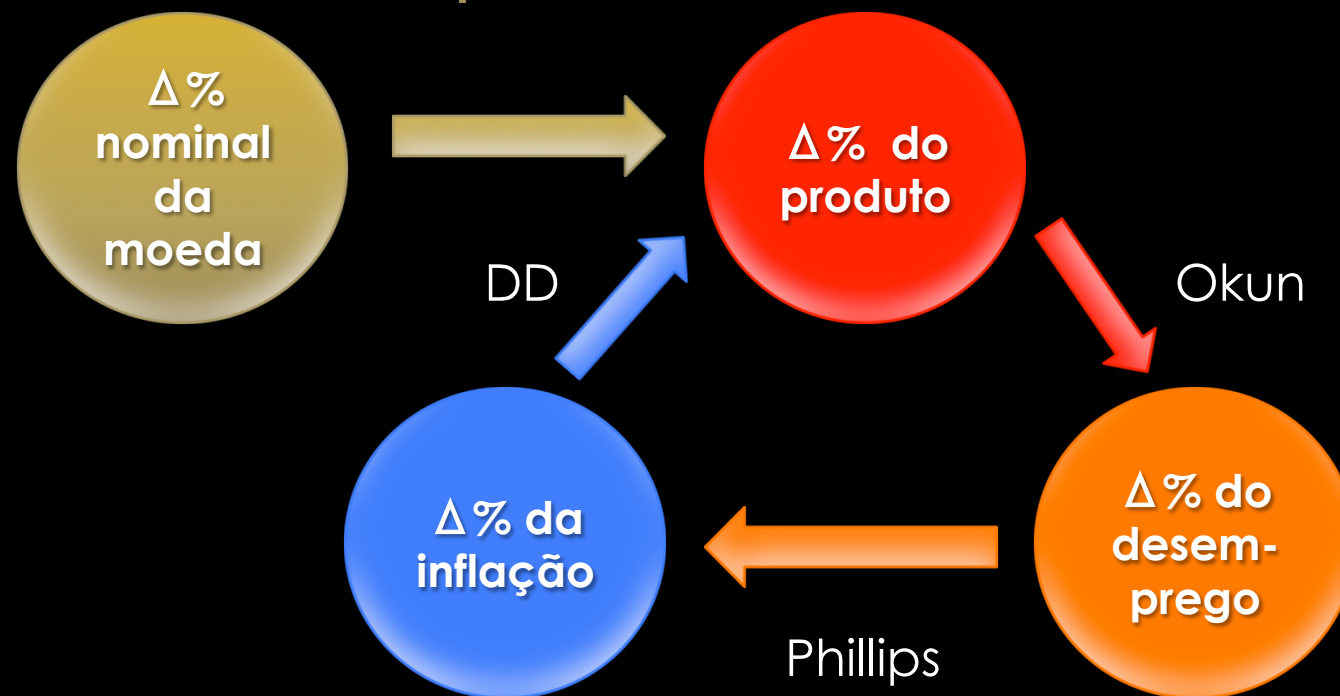 Δ%
nominal
da
moeda
Δ% do
produto
DD
Okun
Δ% da
inflação
Δ% do
desem-
prego
Phillips